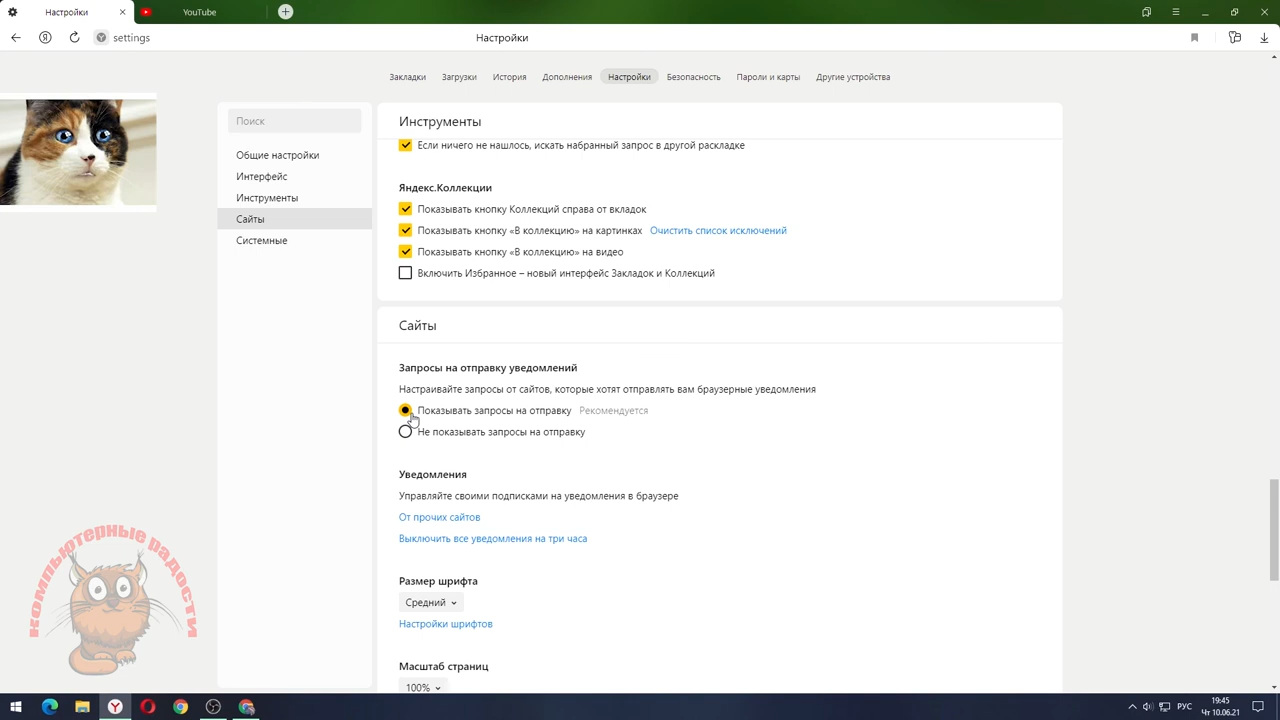 Настройки
YouTube
settings
Настройки
Закладки
Загрузки
История
Дополнения
Настройки
Безопасность
Пароли и карты
Другие устройства
Поиск
Общие настройки
Интерфейс
Инструменты
Сайты
Системные
Инструменты
Если ничего не нашлось, искать набранный запрос в другой раскладке
Яндекс.Коллекции
Показывать кнопку Коллекций справа от вкладок
Показывать кнопку «В коллекцию» на картинках Очистить список исключений
Показывать кнопку «В коллекцию» на видео
Включить Избранное – новый интерфейс Закладок и Коллекций
Сайты
Запросы на отправку уведомлений
Настраивайте запросы от сайтов, которые хотят отправлять вам браузерные уведомления
Показывать запросы на отправку Рекомендуется
Не показывать запросы на отправку
Уведомления
Управляйте своими подписками на уведомления в браузере
От прочих сайтов
Выключить все уведомления на три часа
Размер шрифта
Средний
Настройки шрифтов
Масштаб страниц
100%
компьютерные радости
РУС
19:45
Чт 10.06.21